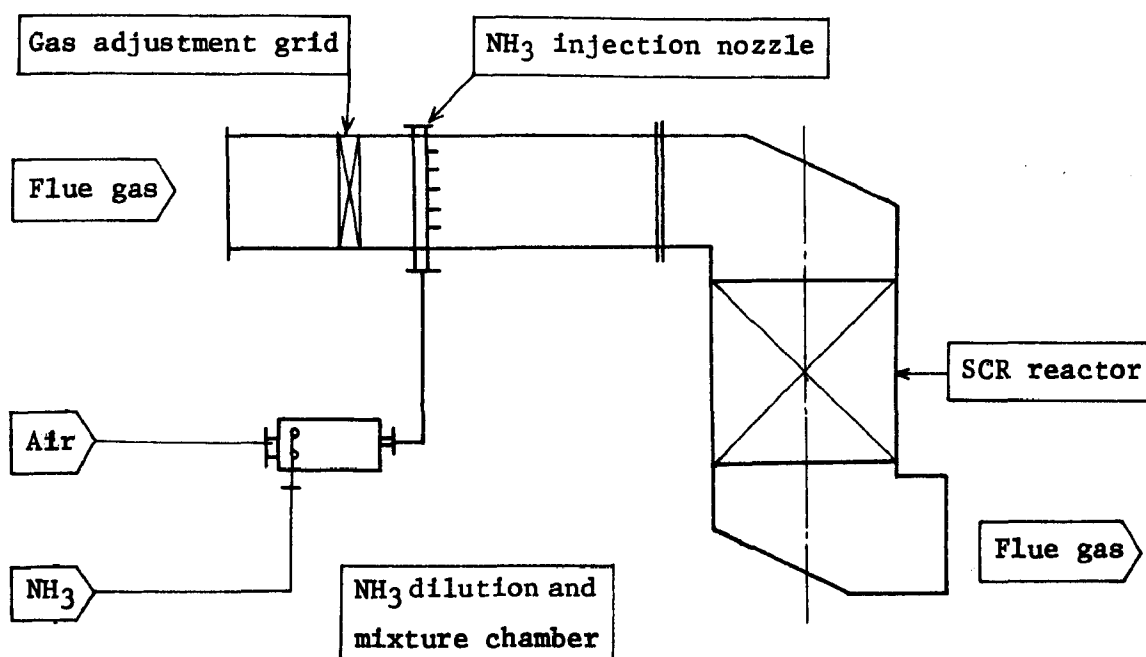 Gas adjustment grid
NH3 injection nozzle
Flue gas
SCR reactor
Air
Flue gas
NH3
NH3 dilution and
mixture chamber